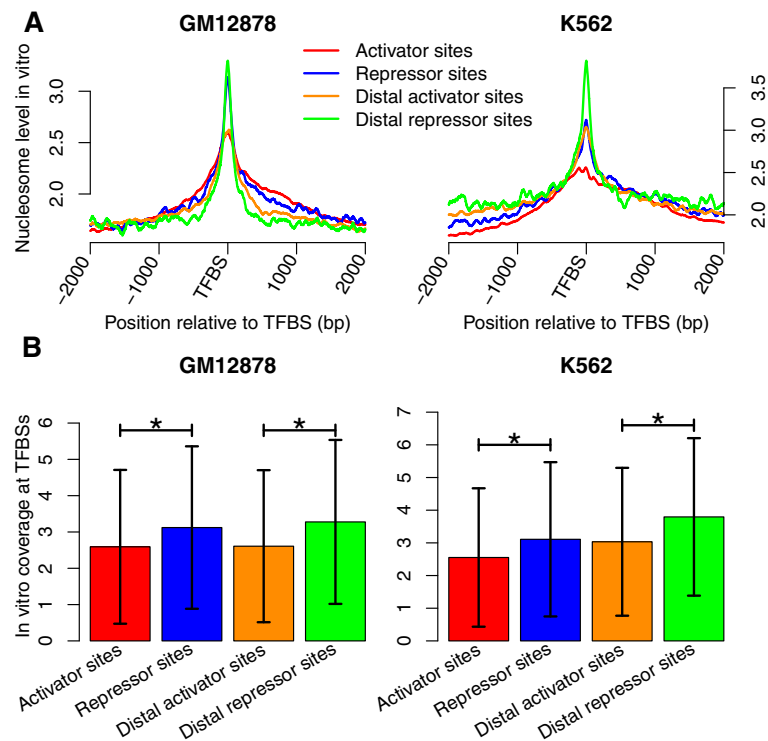 A
GM12878
K562
Activator sites
Repressor sites
Distal activator sites
Distal repressor sites
Nucleosome level in vitro
2.0 2.5 3.0
2.0 2.5 3.0 3.5
−2000 −1000 TFBS 1000 2000
−2000 −1000 TFBS 1000 2000
Position relative to TFBS (bp)
Position relative to TFBS (bp)
B
GM12878
K562
In vitro coverage at TFBSs
0 1 2 3 4 5 6
0 1 2 3 4 5 6 7
* *
* *
Activator sites
Repressor sites
Distal activator sites
Distal repressor sites
Activator sites
Repressor sites
Distal activator sites
Distal repressor sites